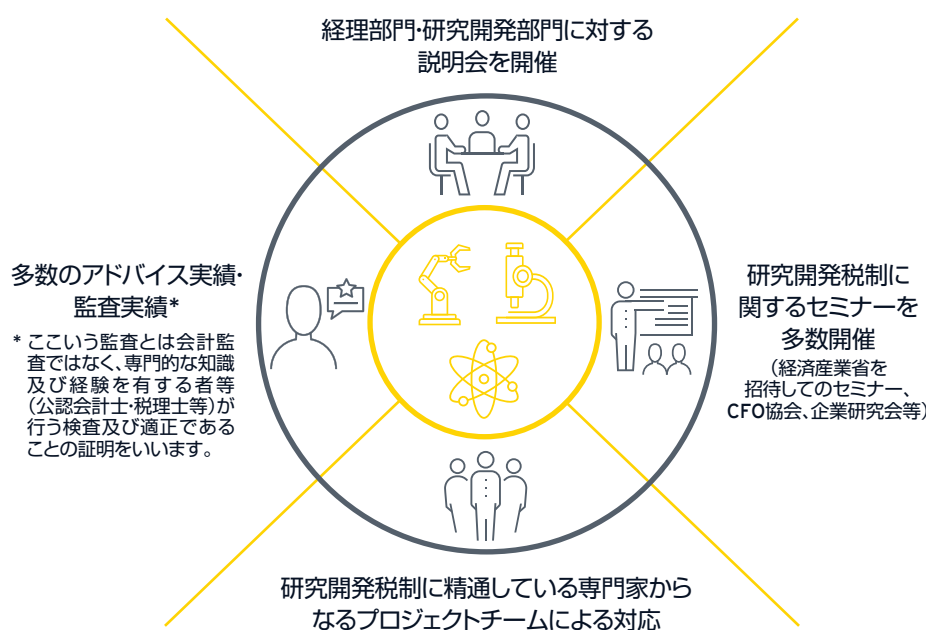 経理部門・研究開発部門に対する
説明会を開催
多数のアドバイス実績・
監査実績*
* ここいう監査とは会計監
査ではなく、専門的な知識
及び経験を有する者等
（公認会計士・税理士等）が
行う検査及び適正である
ことの証明をいいます。
研究開発税制に
関するセミナーを
多数開催
（経済産業省を
招待してのセミナー、
CFO協会、企業研究会等）
研究開発税制に精通している専門家から
なるプロジェクトチームによる対応